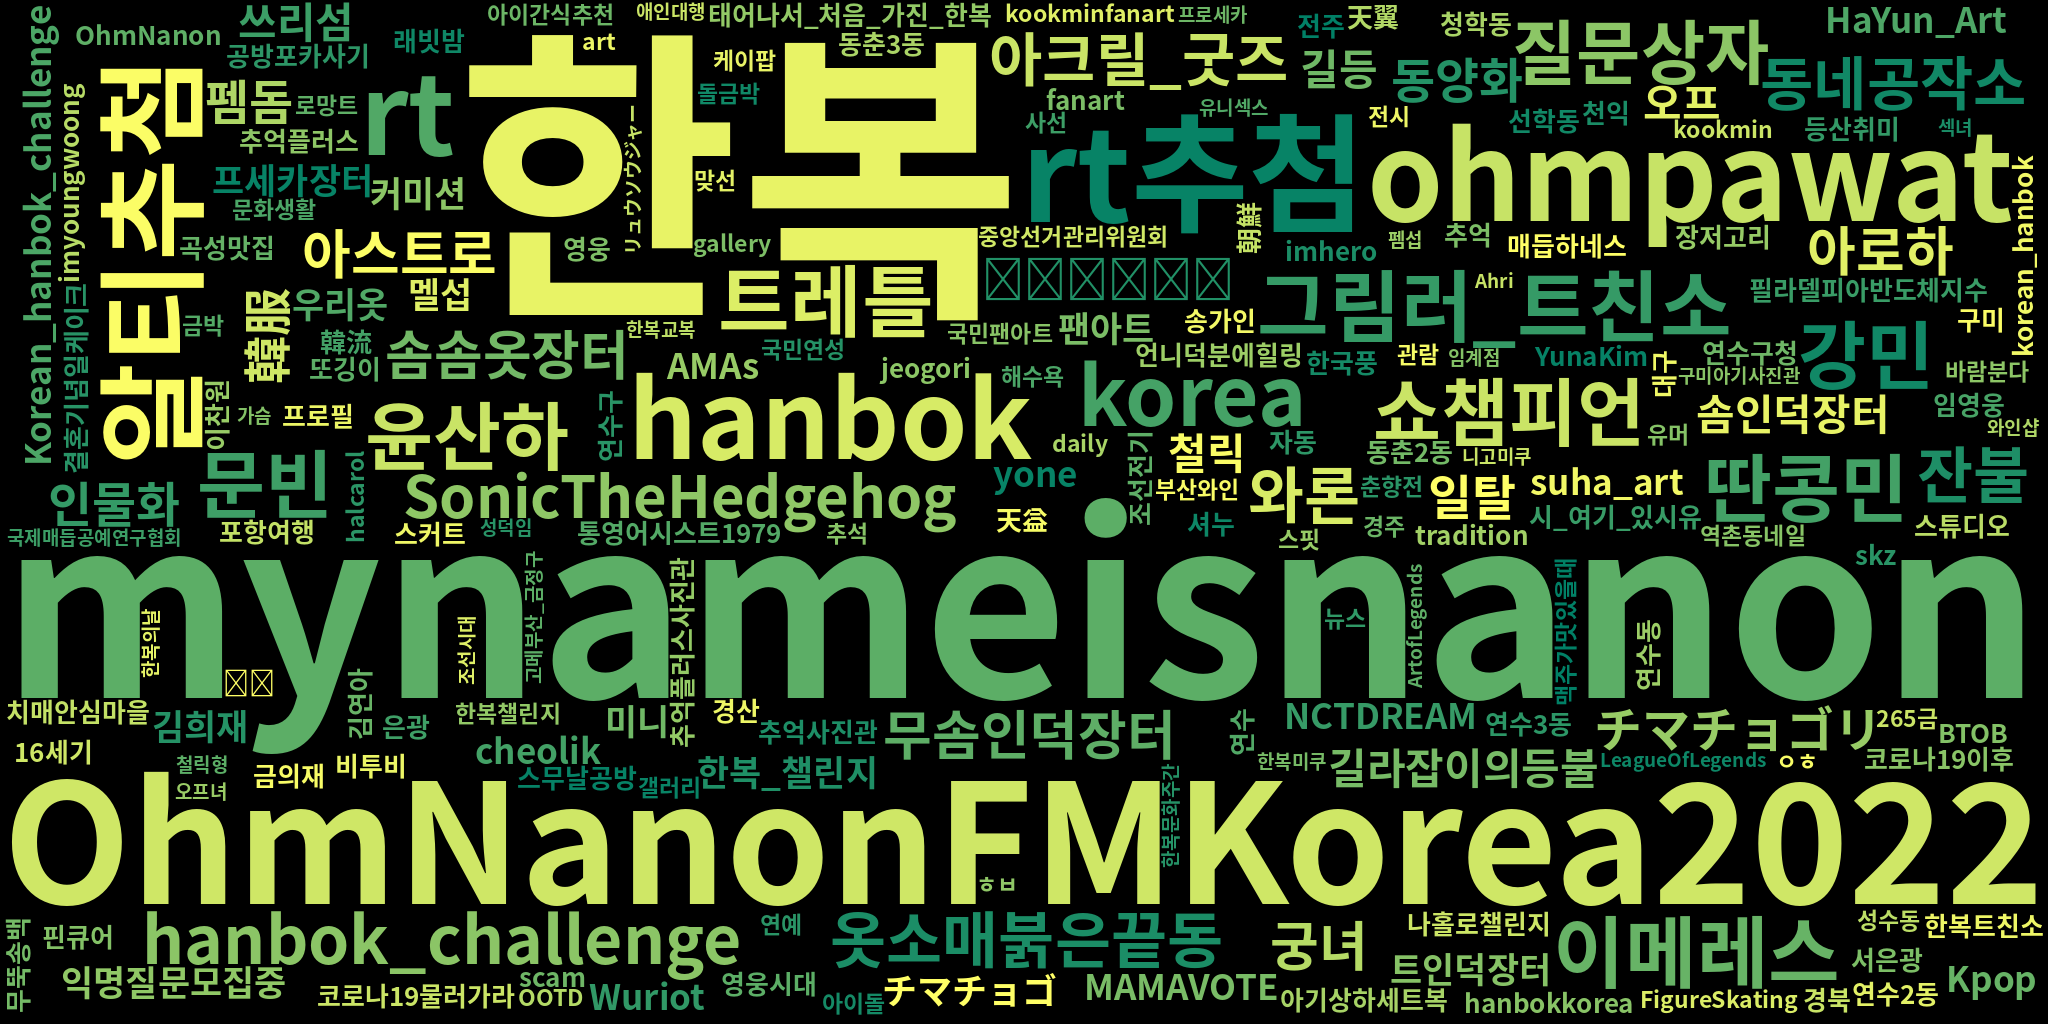 Korean_hanbok_challenge
OhmNanon
쓰리섬
공방포카사기
래빗밤
아이간식추천
애인대행
태어나서_처음_가진_한복
kookminfanart
프로세카
전주
天翼
청학동
HaYun_Art
imyoungwoong
알티추첨
펨돔
로망트
rt
추억플러스
art
케이팝
동춘3동
돌금박
아크릴_굿즈
길등
동양화
질문상자
동네공작소
한복
リュウソウジャー
맞선
fanart
사선
유니섹스
전시
선학동
천익
오프
kookmin
등산취미
섹녀
프세카장터
커미션
문화생활
rt추첨
ohmpawat
korean_hanbok
곡성맛집
아스트로
영웅
gallery
중앙선거관리위원회
朝鮮
imhero
펨섭
추억
매듭하네스
장저고리
아로하
결혼기념일케이크
韓服
우리옷
멜섭
트레틀
그림러_트친소
Ahri
필라델피아반도체지수
금박
韓流
한복교복
국민팬아트
팬아트
송가인
구미
또깅이
솜솜옷장터
AMAs
국민연성
jeogori
언니덕분에힐링
한국풍
관람
임계점
YunaKim
연수구청
강민
이찬원
가슴
프로필
윤산하
연수구
hanbok
해수욕
korea
쇼챔피언
대구
구미아기사진관
바람분다
솜인덕장터
임영웅
와인샵
문빈
halcarol
daily
조선전기
철릭
자동
동춘2동
니고미쿠
유머
인물화
SonicTheHedgehog
yone
부산와인
와론
춘향전
일탈
suha_art
딴콩민
잔불
국제매듭공예연구협회
포항여행
스커트
성덕임
통영어시스트1979
추석
天益
셔누
스핏
경주
tradition
시_여기_있시유
역촌동네일
스튜디오
skz
mynameisnanon
한복의날
조선시대
고메부산_금정구
추억플러스사진관
뉴스
ArtofLegends
맥주가맛있을때
연수동
치매안심마을
김희재
김연아
은광
한복챌린지
미니
경산
추억사진관
무솜인덕장터
연수
NCTDREAM
연수3동
チマチョゴリ
265금
BTOB
16세기
철릭형
금의재
비투비
cheolik
스무날공방
갤러리
한복_챌린지
한복미쿠
길라잡이의등불
LeagueOfLegends
ㅇㅎ
코로나19이후
오프녀
한복문화주간
OhmNanonFMKorea2022
ㅎㅂ
무뚝송백
핀큐어
hanbok_challenge
연예
옷소매붉은끝동
궁녀
나홀로챌린지
이메레스
성수동
한복트친소
익명질문모집중
scam
코로나19물러가라
OOTD
Wuriot
영웅시대
아이돌
チマチョゴ
MAMAVOTE
트인덕장터
아기상하세트복
hanbokkorea
서은광
FigureSkating
경북
연수2동
Kpop